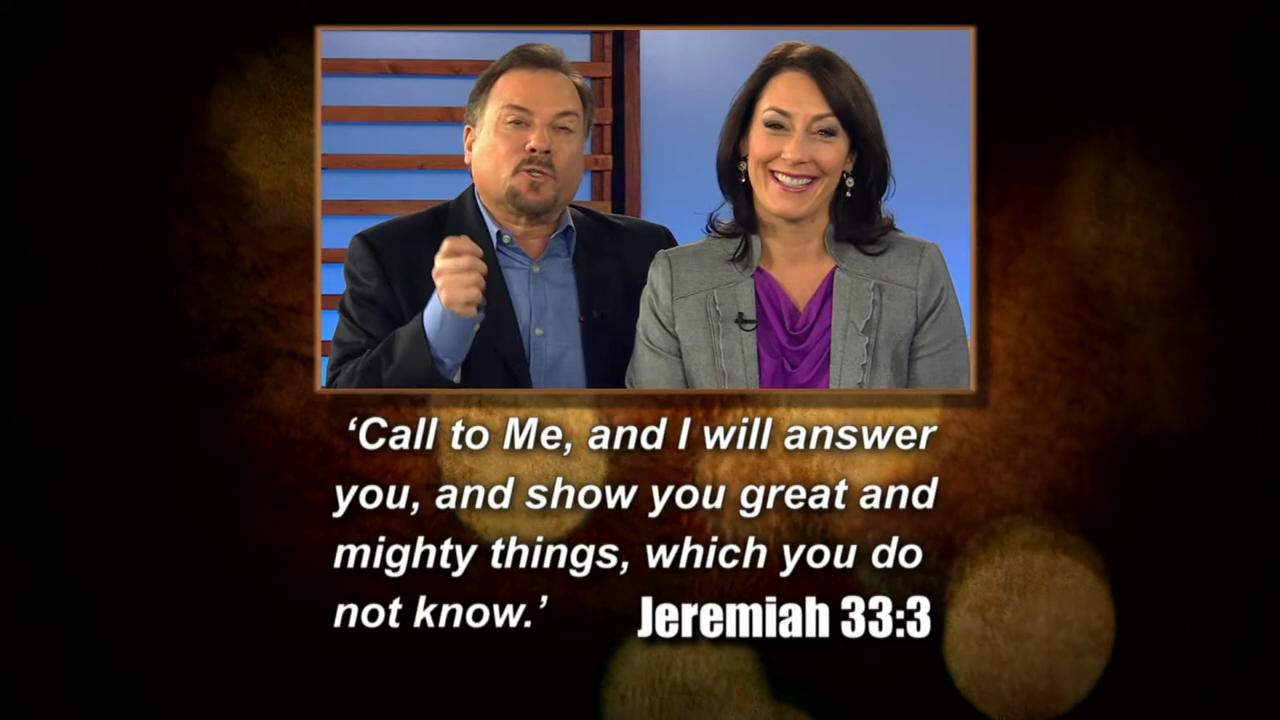 ‘Call to Me, and I will answer
you, and show you great and
mighty things, which you do
not know.’ Jeremiah 33:3